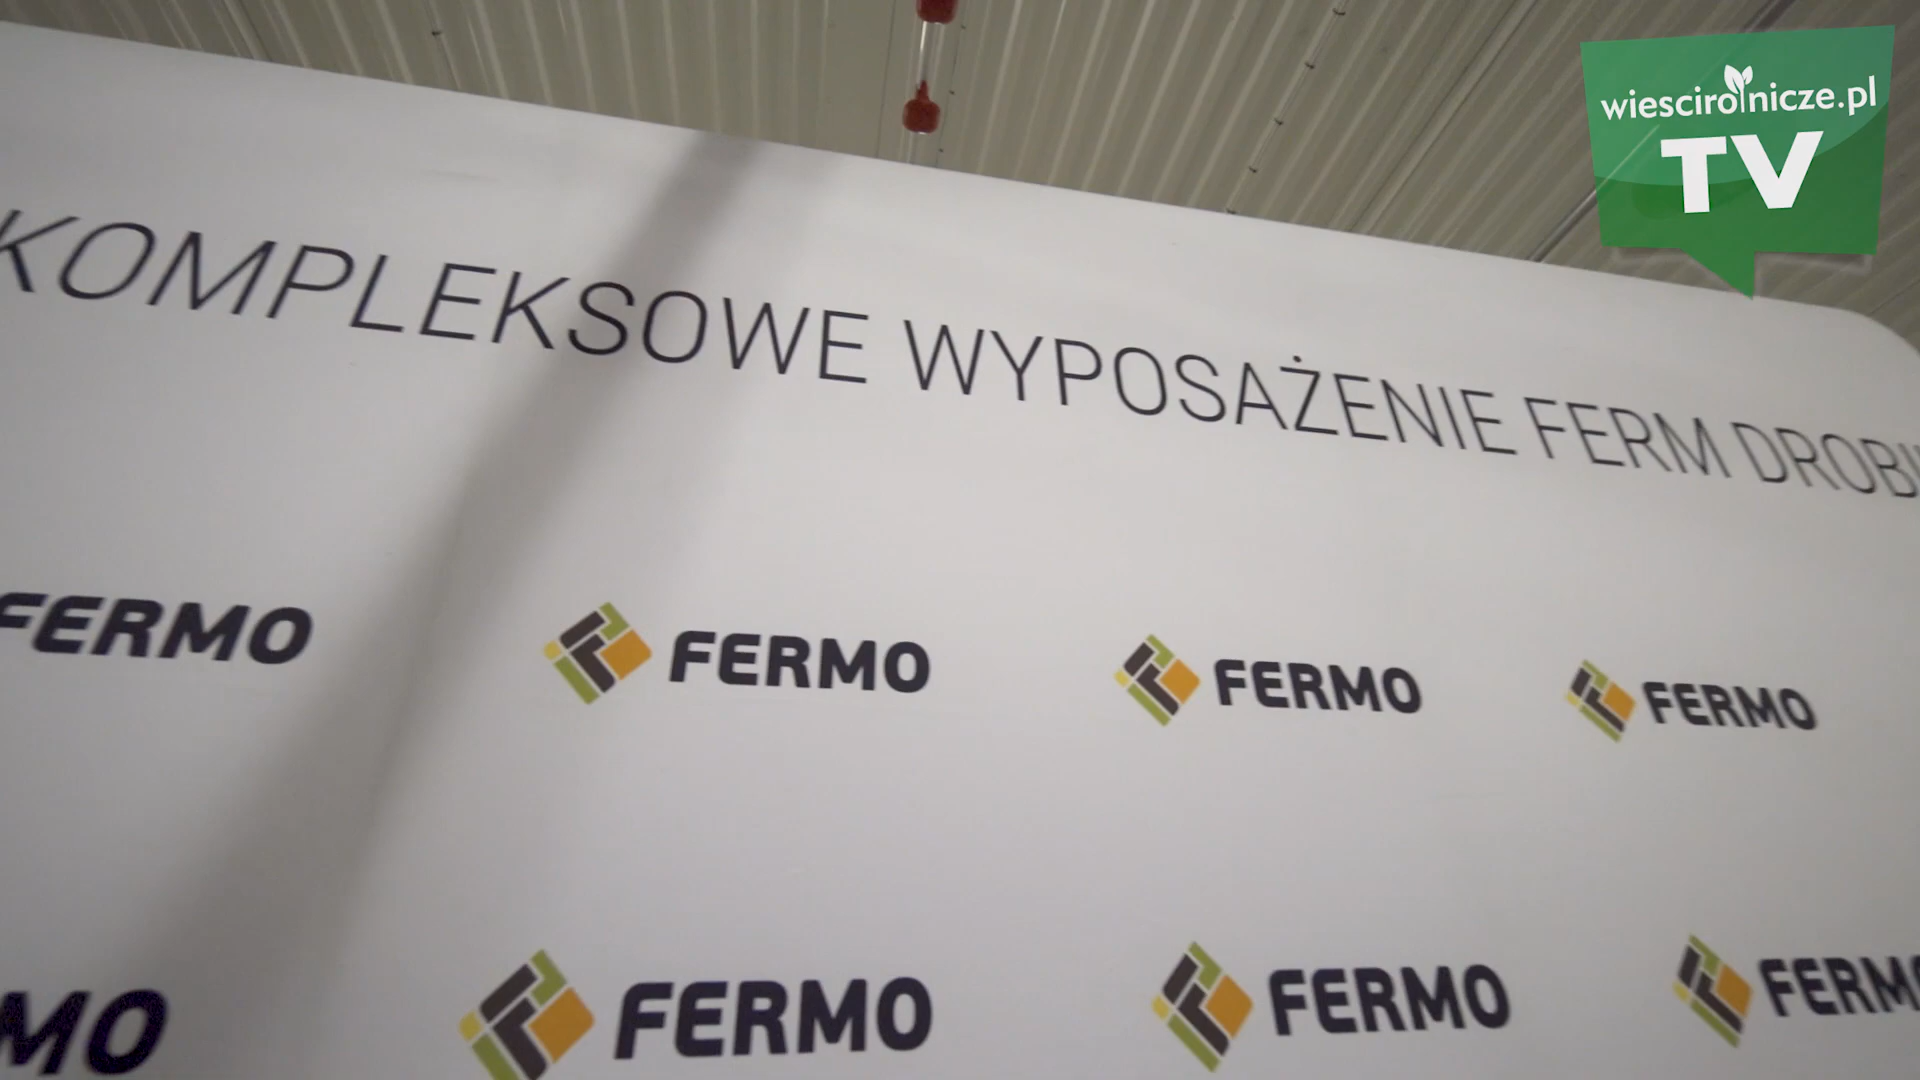 wiescirolnicze.pl
TV
KOMPLEKSOWE WYPOSAŻENIE FERM
FERMO FERMO FERMO FERMO
FERMO FERMO